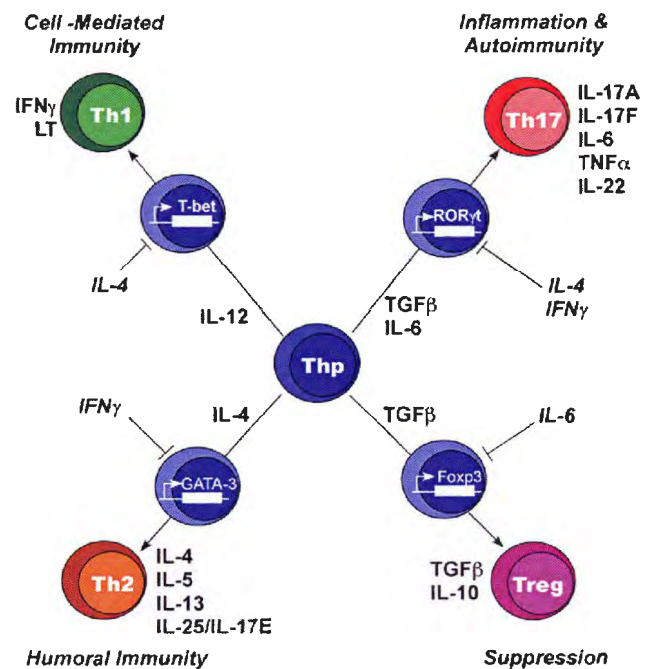 Cell -Mediated
Immunity
Inflammation &
Autoimmunity
IFNγ
LT
Th1
Th17
IL-17A
IL-17F
IL-6
TNFα
IL-22
T-bet
RORγt
IL-4
IL-4
IFNγ
IL-12
TGFβ
IL-6
Thp
IFNγ
IL-4
TGFβ
IL-6
GATA-3
Foxp3
Th2
IL-4
IL-5
IL-13
IL-25/IL-17E
TGFβ
IL-10
Treg
Humoral Immunity
Suppression